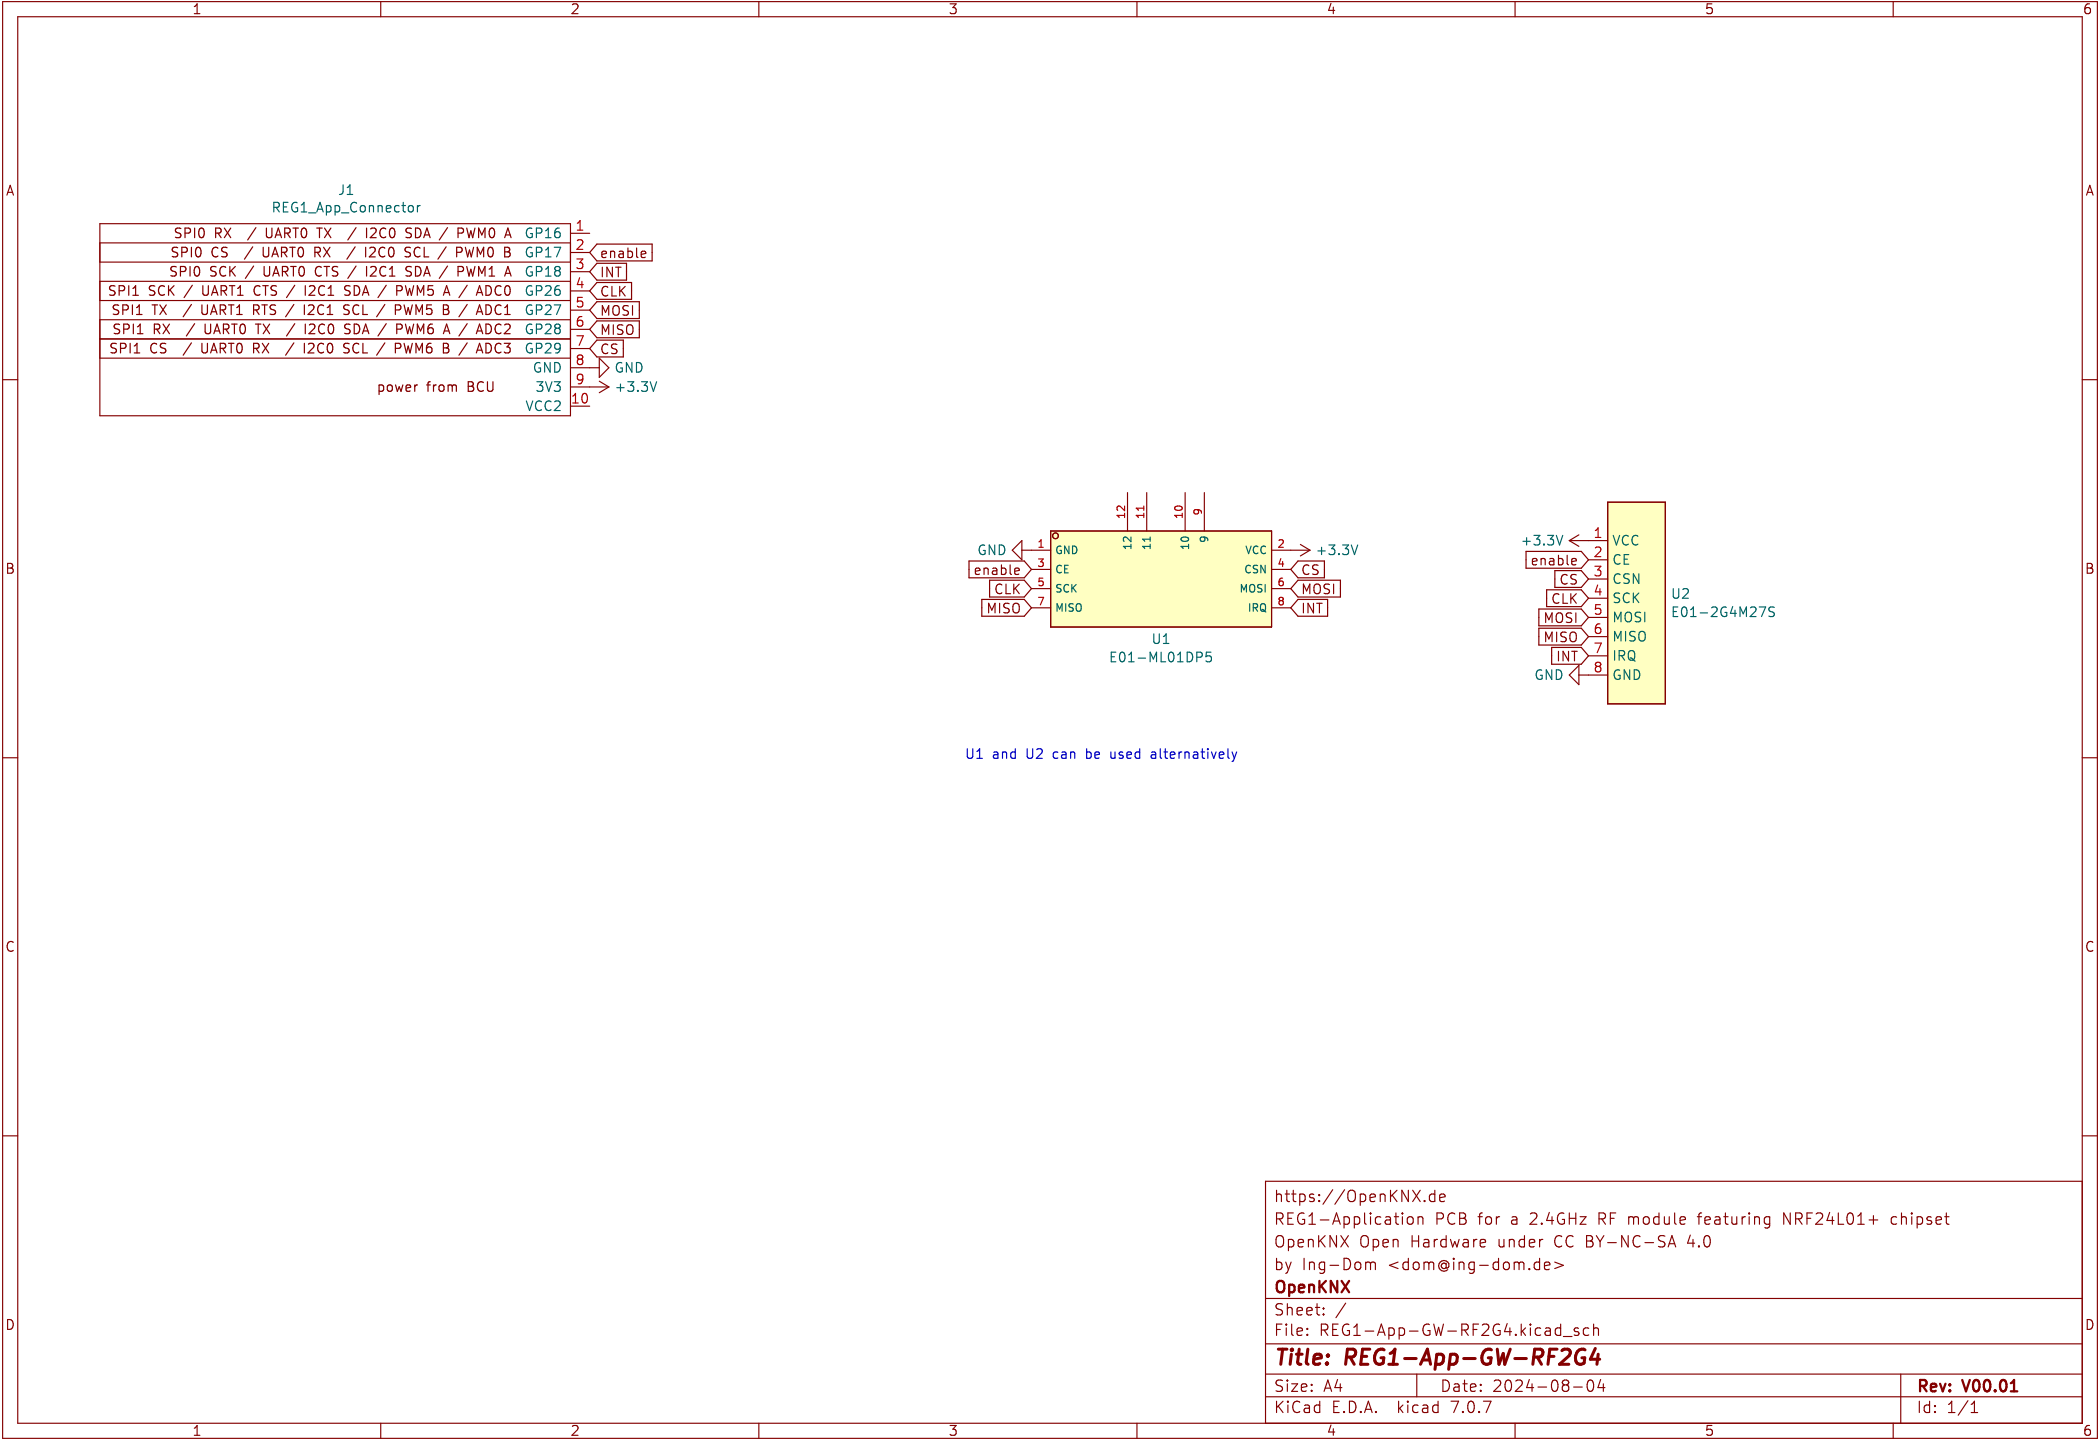 1 2 3 4 5 6
A A
J1
REG1_App_Connector
SPI0 RX / UART0 TX / I2C0 SDA / PWM0 A GP16 1
SPI0 CS / UART0 RX / I2C0 SCL / PWM0 B GP17 2 enable
SPI0 SCK / UART0 CTS / I2C1 SDA / PWM1 A GP18 3 INT
SPI1 SCK / UART1 CTS / I2C1 SDA / PWM5 A / ADC0 GP26 4 CLK
SPI1 TX / UART1 RTS / I2C1 SCL / PWM5 B / ADC1 GP27 5 MOSI
SPI1 RX / UART0 TX / I2C0 SDA / PWM6 A / ADC2 GP28 6 MISO
SPI1 CS / UART0 RX / I2C0 SCL / PWM6 B / ADC3 GP29 7 CS
GND 8 GND
power from BCU 3V3 9 +3.3V
VCC2 10
B B
12 11 10 9
12 11 10 9
GND 1 GND VCC 2 +3.3V
enable 3 CE CSN 4 CS
CLK 5 SCK MOSI 6 MOSI
MISO 7 MISO IRQ 8 INT
U1
E01-ML01DP5
+3.3V 1 VCC
enable 2 CE
CS 3 CSN
CLK 4 SCK
MOSI 5 MOSI
MISO 6 MISO
INT 7 IRQ
GND 8 GND
U2
E01-2G4M27S
U1 and U2 can be used alternatively
C C
D D
https://OpenKNX.de
REG1-Application PCB for a 2.4GHz RF module featuring NRF24L01+ chipset
OpenKNX Open Hardware under CC BY-NC-SA 4.0
by Ing-Dom <dom@ing-dom.de>
OpenKNX
Sheet: /
File: REG1-App-GW-RF2G4.kicad_sch
Title: REG1-App-GW-RF2G4
Size: A4 Date: 2024-08-04 Rev: V00.01
KiCad E.D.A. kicad 7.0.7 Id: 1/1
1 2 3 4 5 6